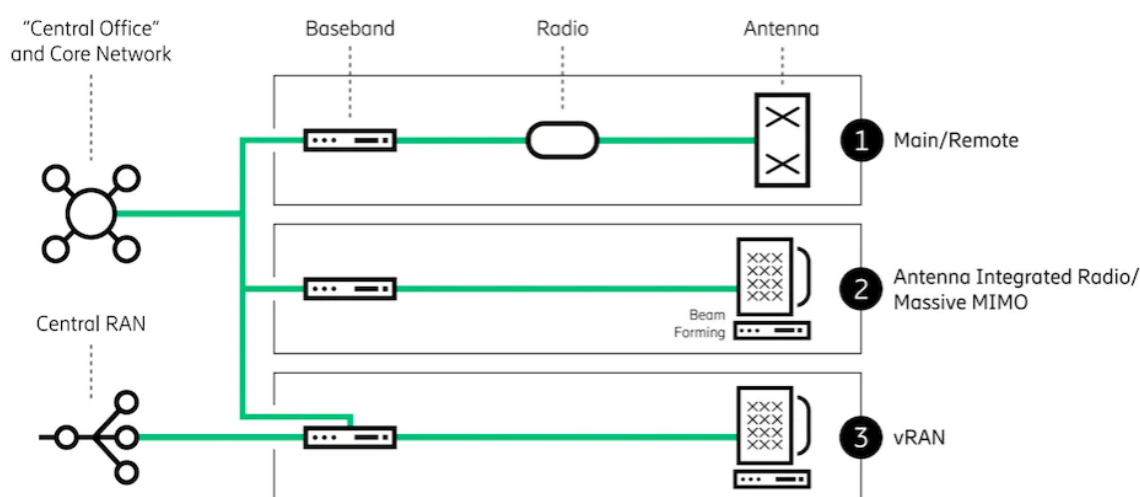 "Central Office"
and Core Network
Baseband
Radio
Antenna
1
Main/Remote
2
Antenna Integrated Radio/
Massive MIMO
Beam
Forming
Central RAN
3
vRAN